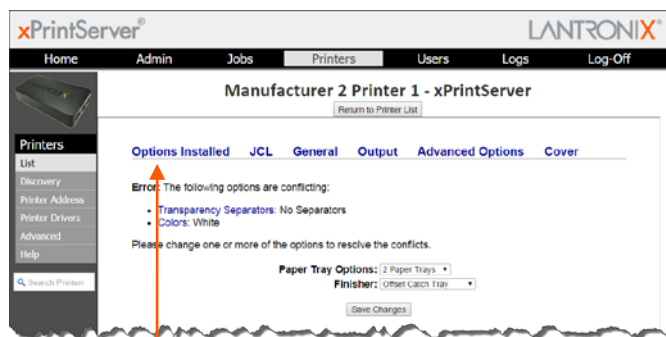 xPrintServer®
LANTRONIX®
Home Admin Jobs Printers Users Logs Log-Off
LANTRONIX
Manufacturer 2 Printer 1 - xPrintServer
Return to Printer List
Printers
List
Discovery
Printer Address
Printer Drivers
Advanced
Help
Search Printers
Options Installed JCL General Output Advanced Options Cover
Error: The following options are conflicting:
• Transparency Separators: No Separators
• Colors: White
Please change one or more of the options to resolve the conflicts.
Paper Tray Options: 2 Paper Trays
Finisher: Offset Catch Tray
Save Changes